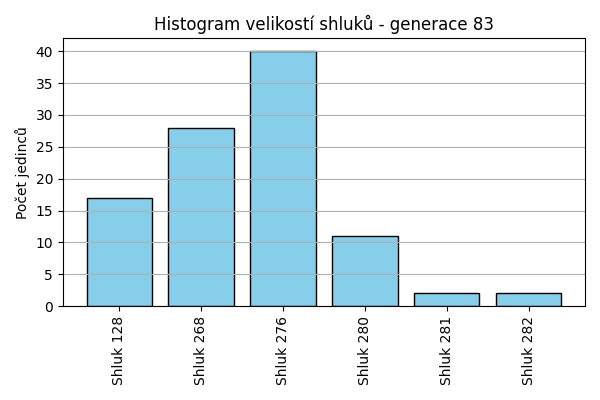 Histogram velikostí shluků - generace 83
Počet jedinců
40
35
30
25
20
15
10
5
0
Shluk 128
Shluk 268
Shluk 276
Shluk 280
Shluk 281
Shluk 282